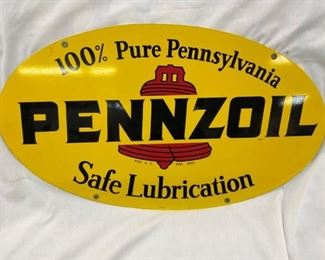 100% Pure Pennsylvania
PENNZOIL
Safe Lubrication